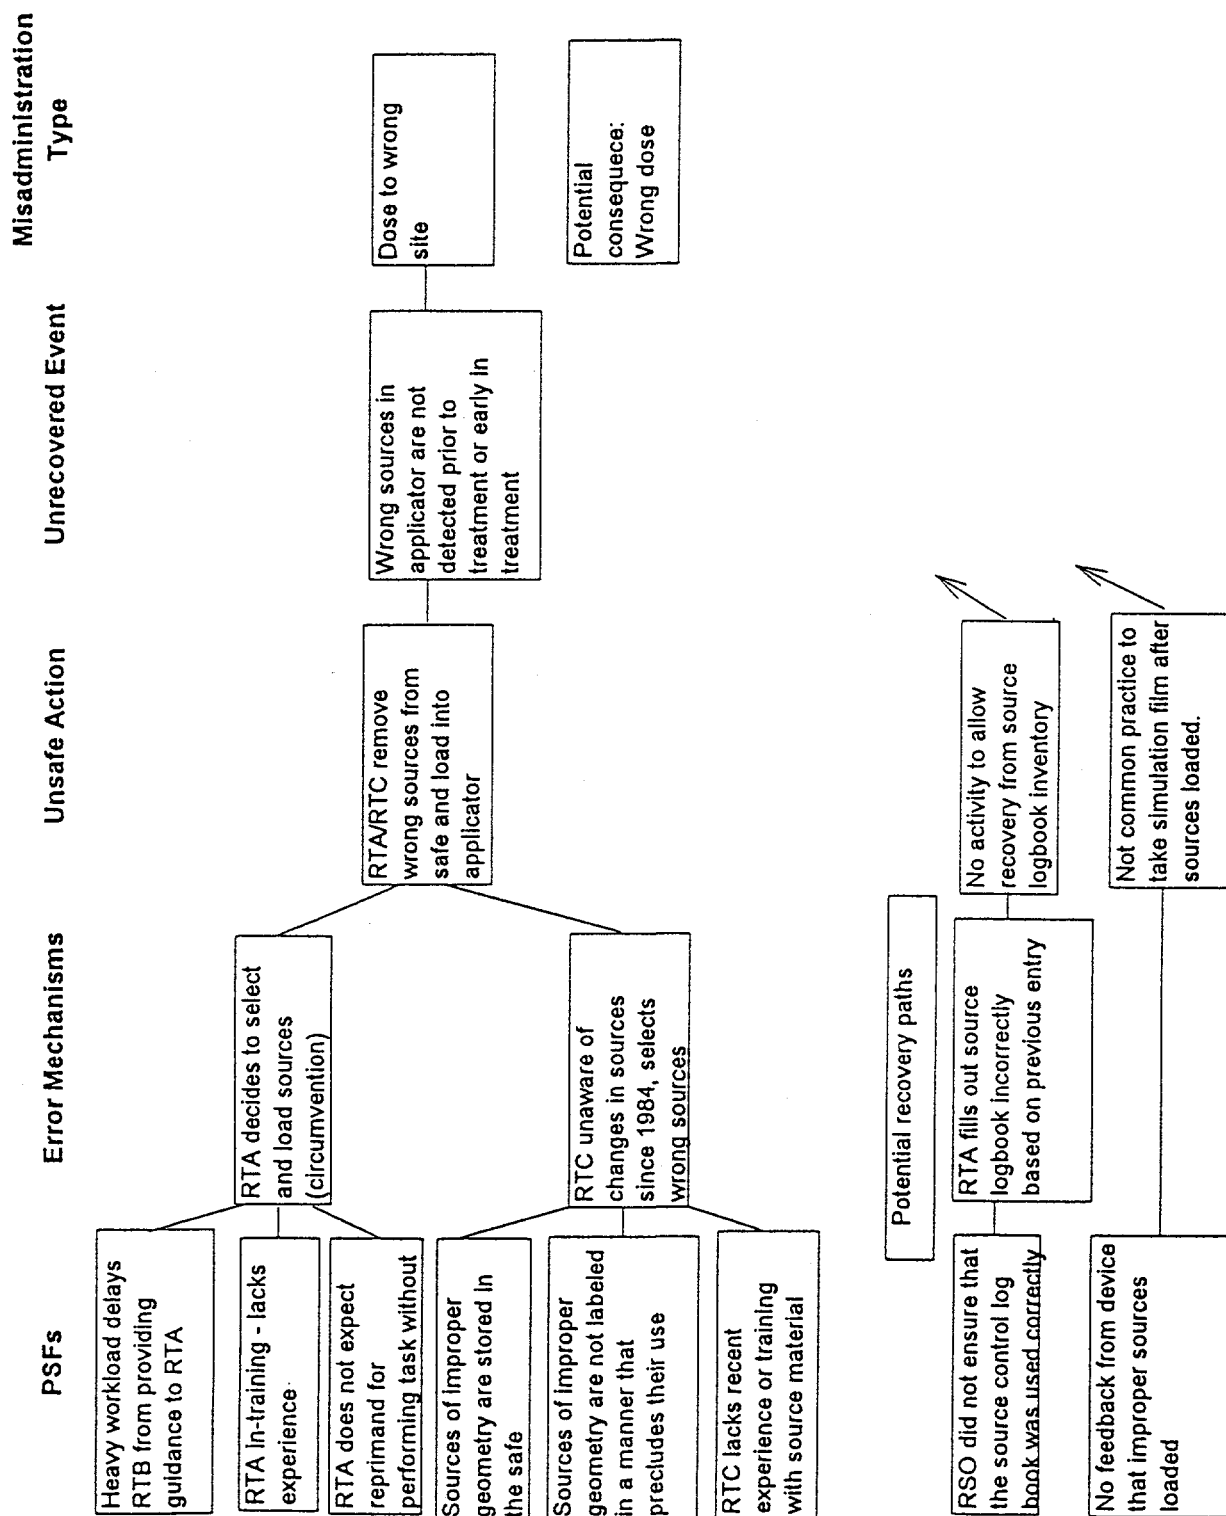 PSFs
Error Mechanisms
Unsafe Action
Unrecovered Event
Misadministration
Type
Heavy workload delays
RTB from providing
guidance to RTA
RTA In-training - lacks
experience
RTA does not expect
reprimand for
performing task without
Sources of improper
geometry are stored in
the safe
Sources of improper
geometry are not labeled
in a manner that
precludes their use
RTC lacks recent
experience or training
with source material
RTA decides to select
and load sources
(circumvention)
RTC unaware of
changes in sources
since 1984, selects
wrong sources
RTA/RTC remove
wrong sources from
safe and load into
applicator
Wrong sources in
applicator are not
detected prior to
treatment or early in
treatment
Dose to wrong
site
Potential
consequece:
Wrong dose
Potential recovery paths
RSO did not ensure that
the source control log
book was used correctly
RTA fills out source
logbook incorrectly
based on previous entry
No activity to allow
recovery from source
logbook inventory
No feedback from device
that improper sources
loaded
Not common practice to
take simulation film after
sources loaded.